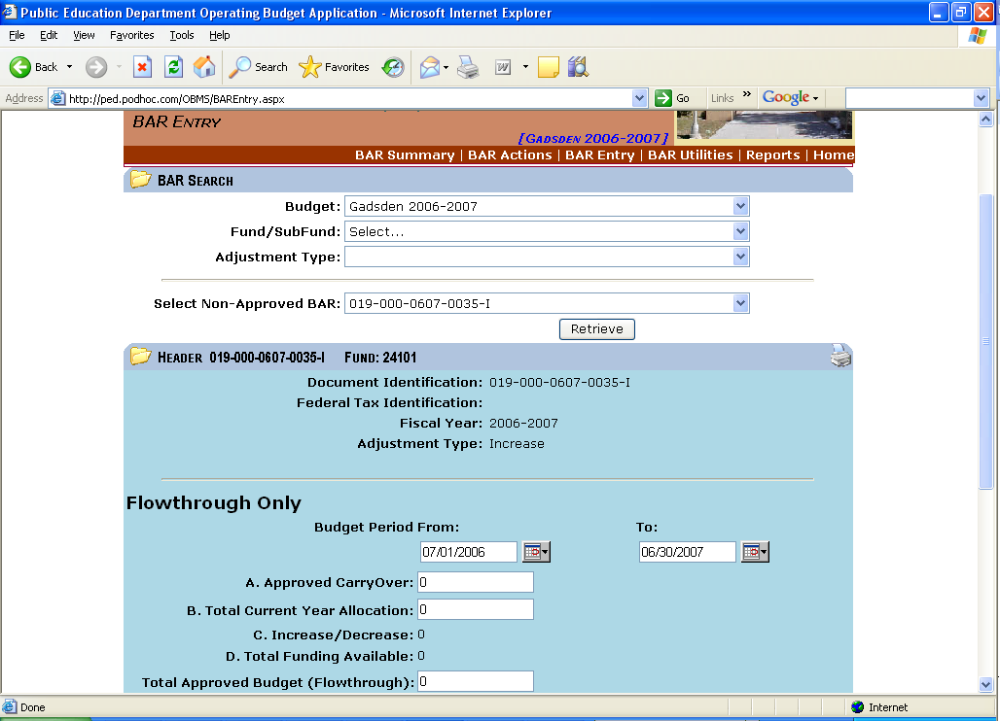 Public Education Department Operating Budget Application - Microsoft Internet Explorer
File Edit View Favorites Tools Help
Back Search Favorites W
Address http://ped.podhoc.com/OBMS/BAREntry.aspx Go Links » Google
BAR ENTRY
[GADSDEN 2006-2007]
BAR Summary | BAR Actions | BAR Entry | BAR Utilities | Reports | Home
BAR SEARCH
Budget: Gadsden 2006-2007
Fund/SubFund: Select...
Adjustment Type:
Select Non-Approved BAR: 019-000-0607-0035-I
Retrieve
HEADER 019-000-0607-0035-I FUND: 24101
Document Identification: 019-000-0607-0035-I
Federal Tax Identification:
Fiscal Year: 2006-2007
Adjustment Type: Increase
Flowthrough Only
Budget Period From: To:
07/01/2006 06/30/2007
A. Approved CarryOver: 0
B. Total Current Year Allocation: 0
C. Increase/Decrease: 0
D. Total Funding Available: 0
Total Approved Budget (Flowthrough): 0
Done Internet